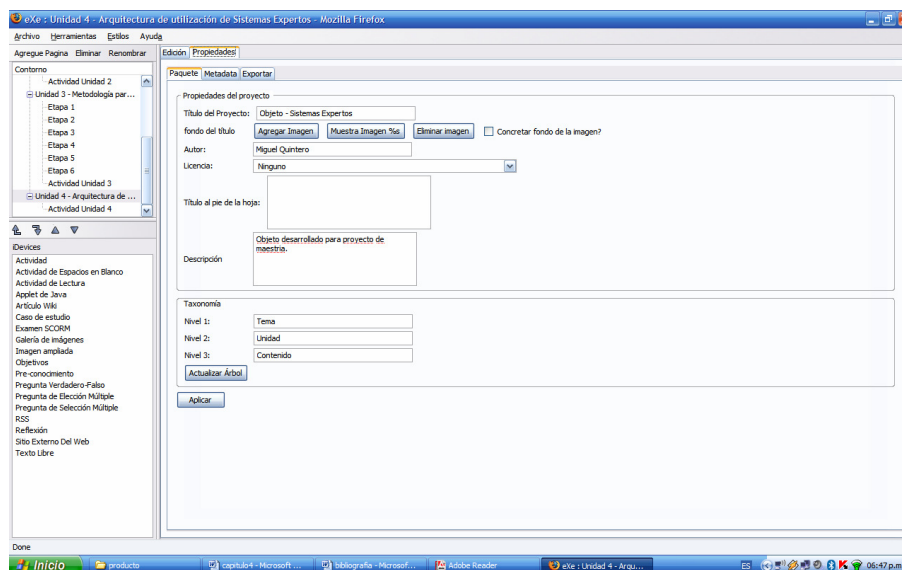 eXe : Unidad 4 - Arquitectura de utilización de Sistemas Expertos - Mozilla Firefox
Archivo Herramientas Estilos Ayuda
Agregue Pagina Eliminar Renombrar
Edición Propiedades
Contorno
Actividad Unidad 2
Unidad 3 - Metodología par...
Etapa 1
Etapa 2
Etapa 3
Etapa 4
Etapa 5
Etapa 6
Actividad Unidad 3
Unidad 4 - Arquitectura de ...
Actividad Unidad 4
iDevices
Actividad
Actividad de Espacios en Blanco
Actividad de Lectura
Applet de Java
Artículo Wiki
Caso de estudio
Examen SCORM
Galería de imágenes
Imagen ampliada
Objetivos
Pre-conocimiento
Pregunta Verdadero-Falso
Pregunta de Elección Múltiple
Pregunta de Selección Múltiple
RSS
Reflexión
Sitio Externo Del Web
Texto Libre
Paquete Metadata Exportar
Propiedades del proyecto
Título del Proyecto: Objeto - Sistemas Expertos
fondo del título Agregar Imagen Muestra Imagen %s Eliminar imagen Concretar fondo de la imagen?
Autor: Miguel Quintero
Licencia: Ninguno
Título al pie de la hoja:
Descripción Objeto desarrollado para proyecto de
maestria.
Taxonomía
Nivel 1: Tema
Nivel 2: Unidad
Nivel 3: Contenido
Actualizar Árbol
Aplicar
Done
Inicio producto capitulo4 - Microsoft ... bibliografia - Microsof... Adobe Reader eXe : Unidad 4 - Arqu... ES 06:47 p.m.